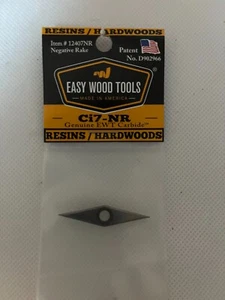 RESINS / HARDWOODS
Item # 12407NR
Negative Rake
Patent
No. D902966
EASY WOOD TOOLS
MADE IN AMERICA
Ci7-NR
Genuine EWT Carbide™
RESINS / HARDWOODS